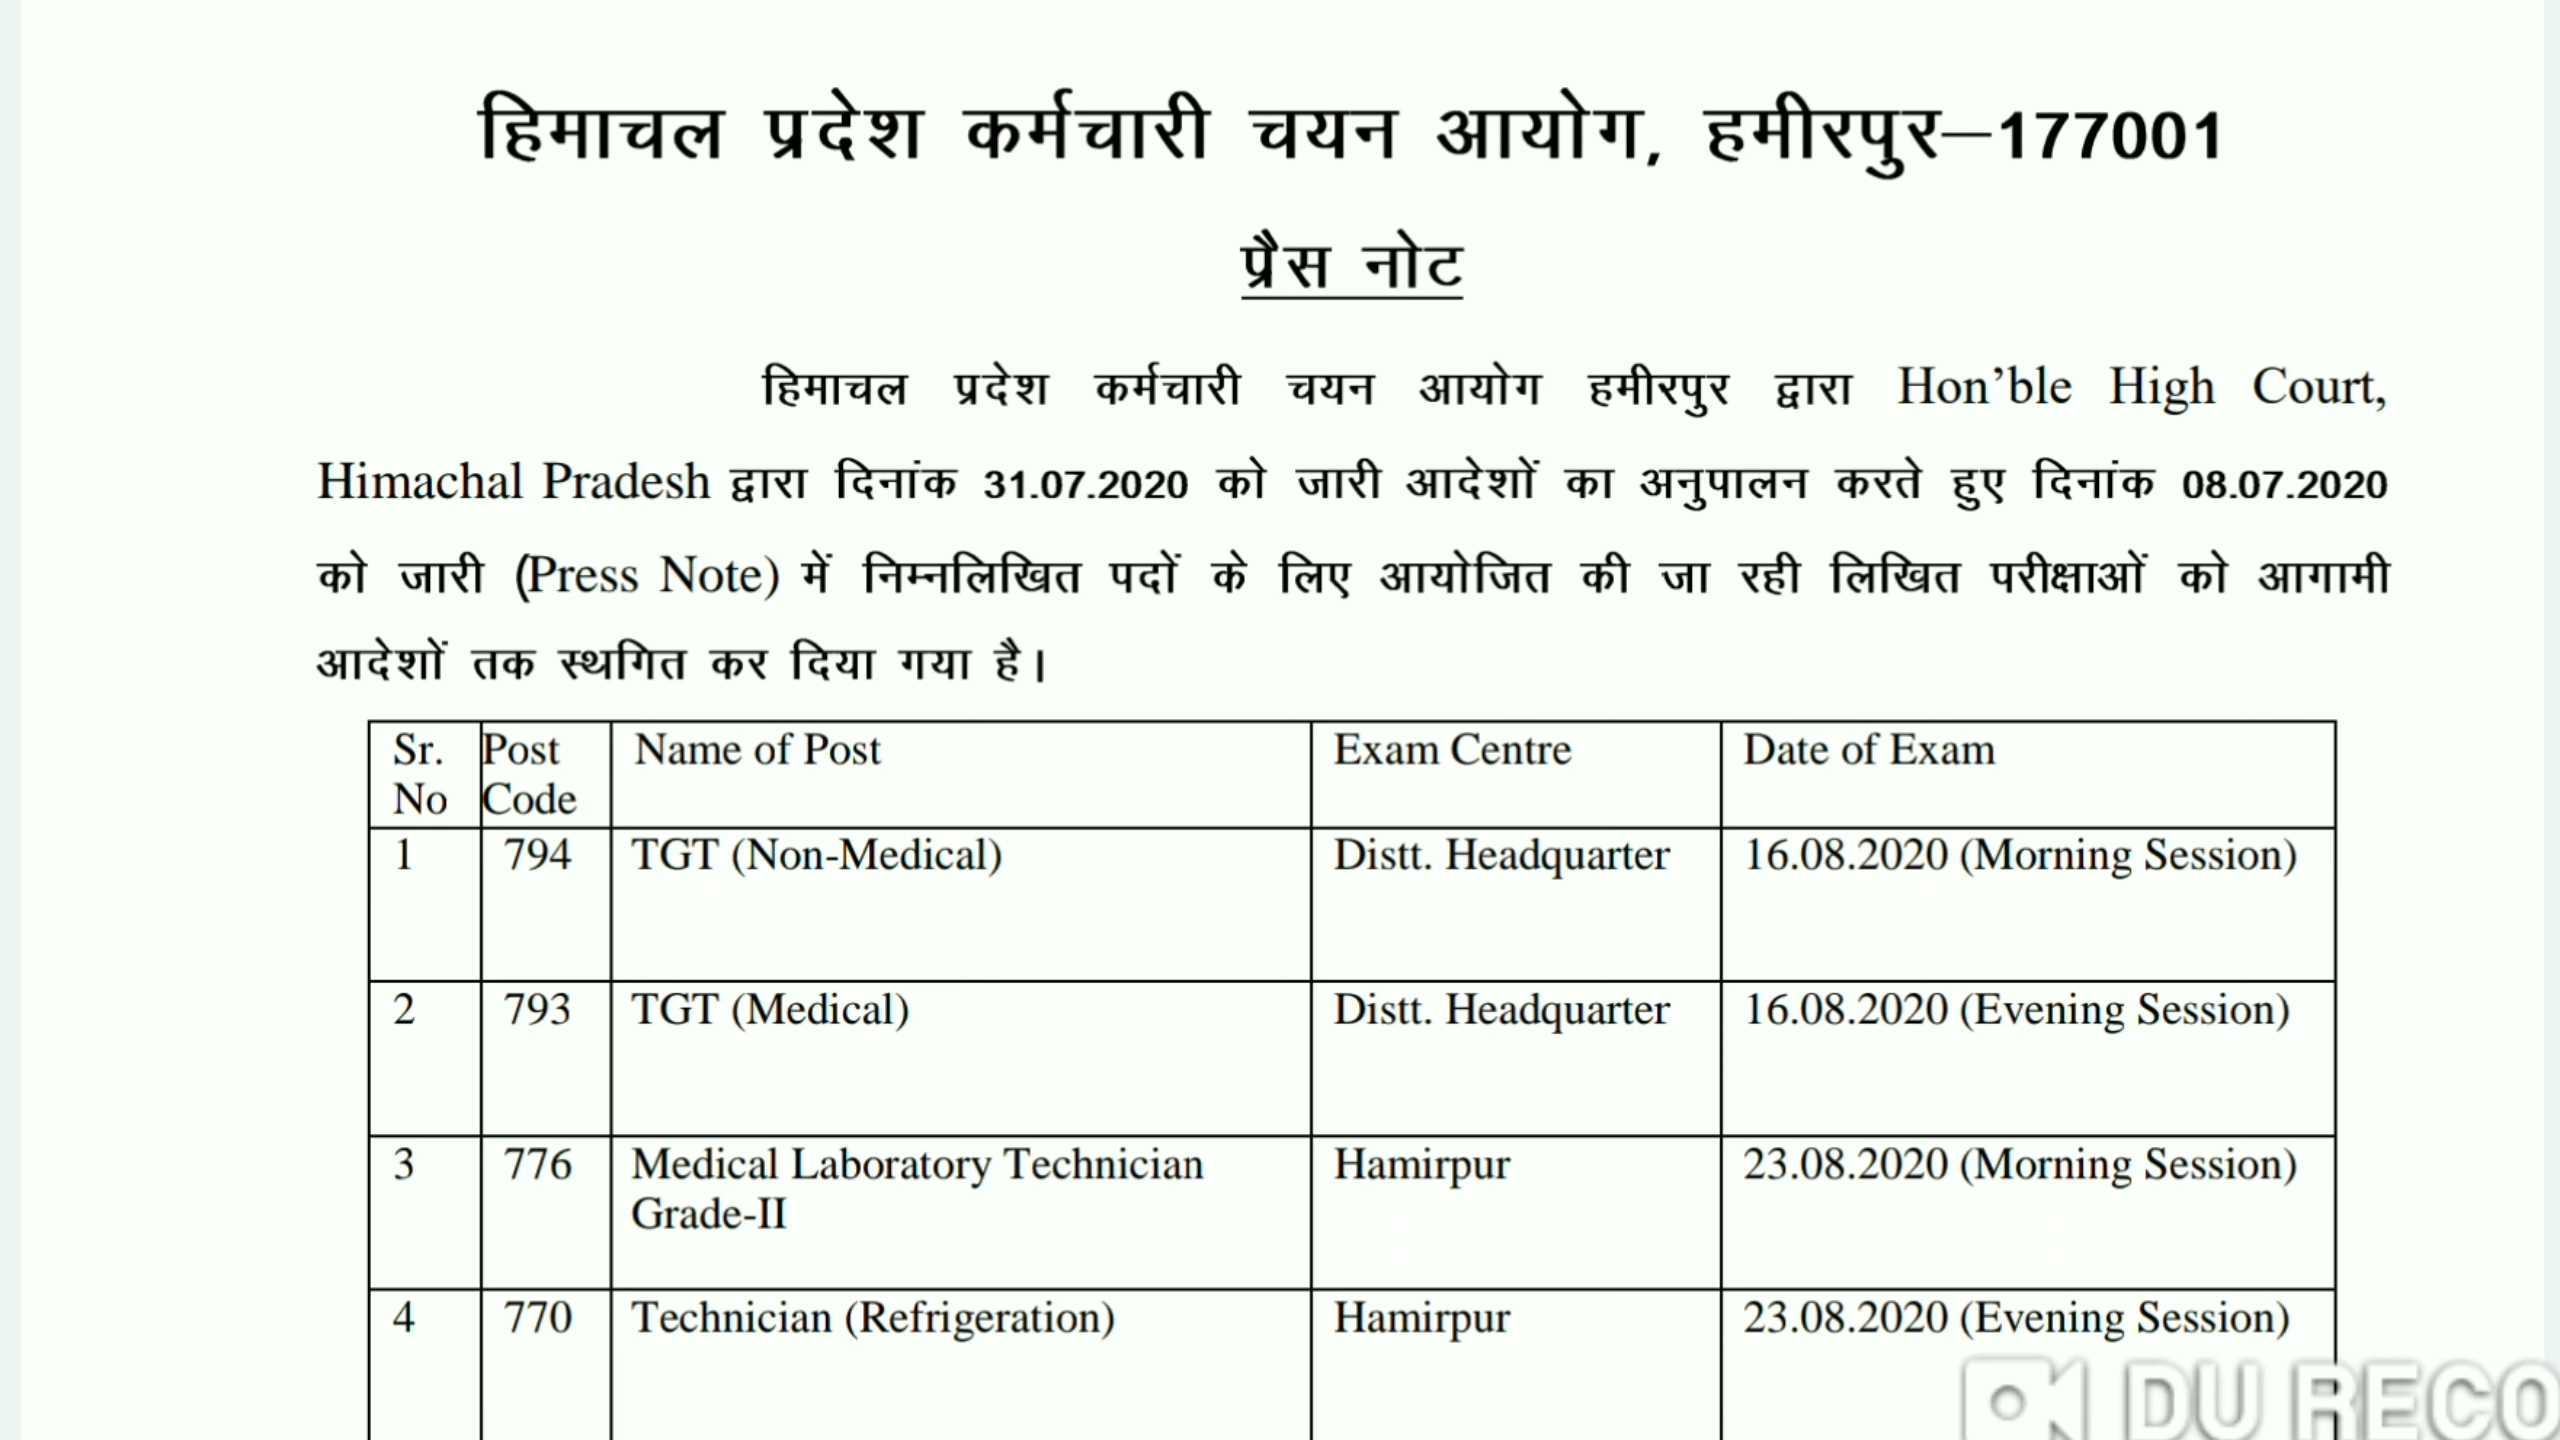 हिमाचल प्रदेश कर्मचारी चयन आयोग, हमीरपुर–177001
प्रैस नोट
हिमाचल प्रदेश कर्मचारी चयन आयोग हमीरपुर द्वारा Hon’ble High Court,
Himachal Pradesh द्वारा दिनांक 31.07.2020 को जारी आदेशों का अनुपालन करते हुए दिनांक 08.07.2020
को जारी (Press Note) में निम्नलिखित पदों के लिए आयोजित की जा रही लिखित परीक्षाओं को आगामी
आदेशों तक स्थगित कर दिया गया है।
Sr. No Post Code Name of Post Exam Centre Date of Exam
1 794 TGT (Non-Medical) Distt. Headquarter 16.08.2020 (Morning Session)
2 793 TGT (Medical) Distt. Headquarter 16.08.2020 (Evening Session)
3 776 Medical Laboratory Technician Hamirpur 23.08.2020 (Morning Session)
Grade-II
4 770 Technician (Refrigeration) Hamirpur 23.08.2020 (Evening Session)
DU RECO